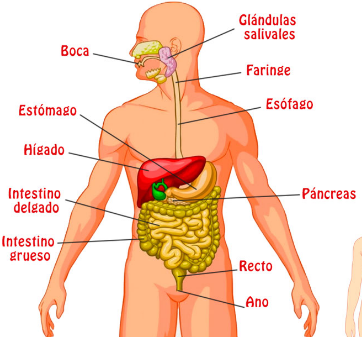 Glándulas
salivales
Boca
Faringe
Esófago
Estómago
Hígado
Intestino
delgado
Páncreas
Intestino
grueso
Recto
Ano